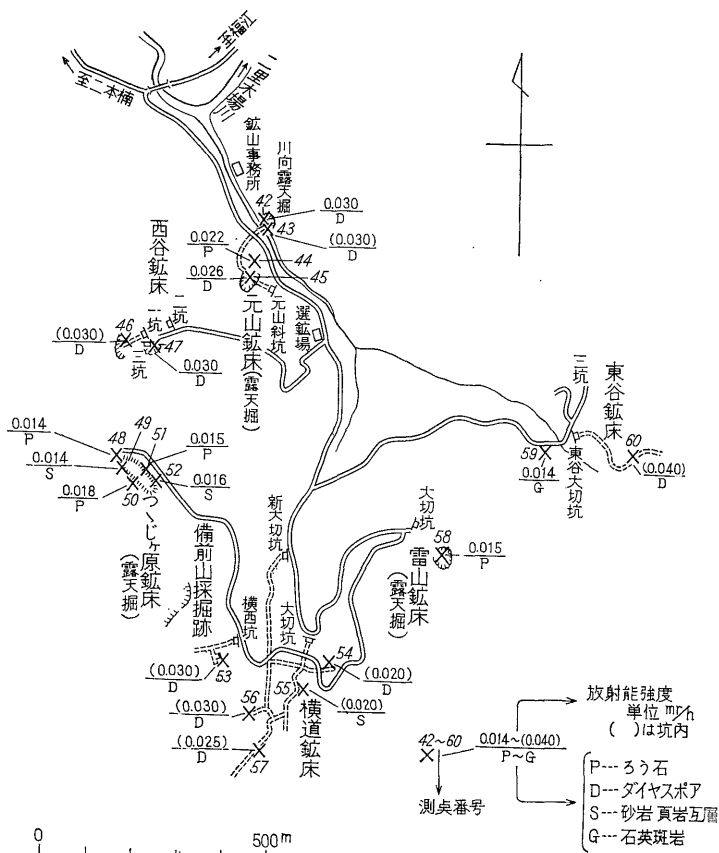 至福江
至二本楠
二里木場川
鉱山事務所
川向露天掘
42
0.030
D
43
(0.030)
D
西谷鉱床
0.022
P
44
0.026
D
45
元山斜坑
選鉱場
元山鉱床(露天掘)
46
一坑
二坑
三坑
47
(0.030)
D
0.030
D
三坑
東谷鉱床
59
0.014
G
東谷大切坑
60
(0.040)
D
0.014
P
48
49
51
0.015
P
0.014
S
52
0.016
S
50
0.018
P
つゝじヶ原鉱床
(露天掘)
備前山採掘跡
新大切坑
大切坑
58
0.015
P
雷山鉱床
(露天掘)
横西坑
大切坑
53
(0.030)
D
54
(0.020)
D
55
(0.020)
S
56
(0.030)
D
57
(0.025)
D
横道鉱床
放射能強度
単位 mr/h
( )は坑内
42~60
0.014~(0.040)
P~G
測点番号
P---ろう石
D---ダイヤスポア
S---砂岩頁岩互層
G---石英斑岩
0
500m